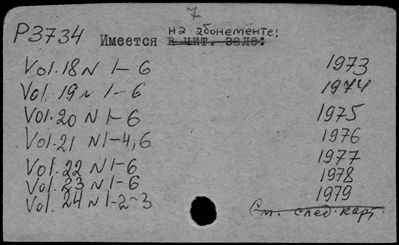 7
на абонементе:
P3734 Имеется в чит. зале:
Vol. 18 N 1-6 1973
Vol. 19 N 1-6 1974
Vol. 20 N 1-6 1975
Vol. 21 N 1-4,6 1976
Vol. 22 N 1-6 1977
Vol. 23 N 1-6 1978
Vol. 24 N 1-2-3 1979
См. след. карт.